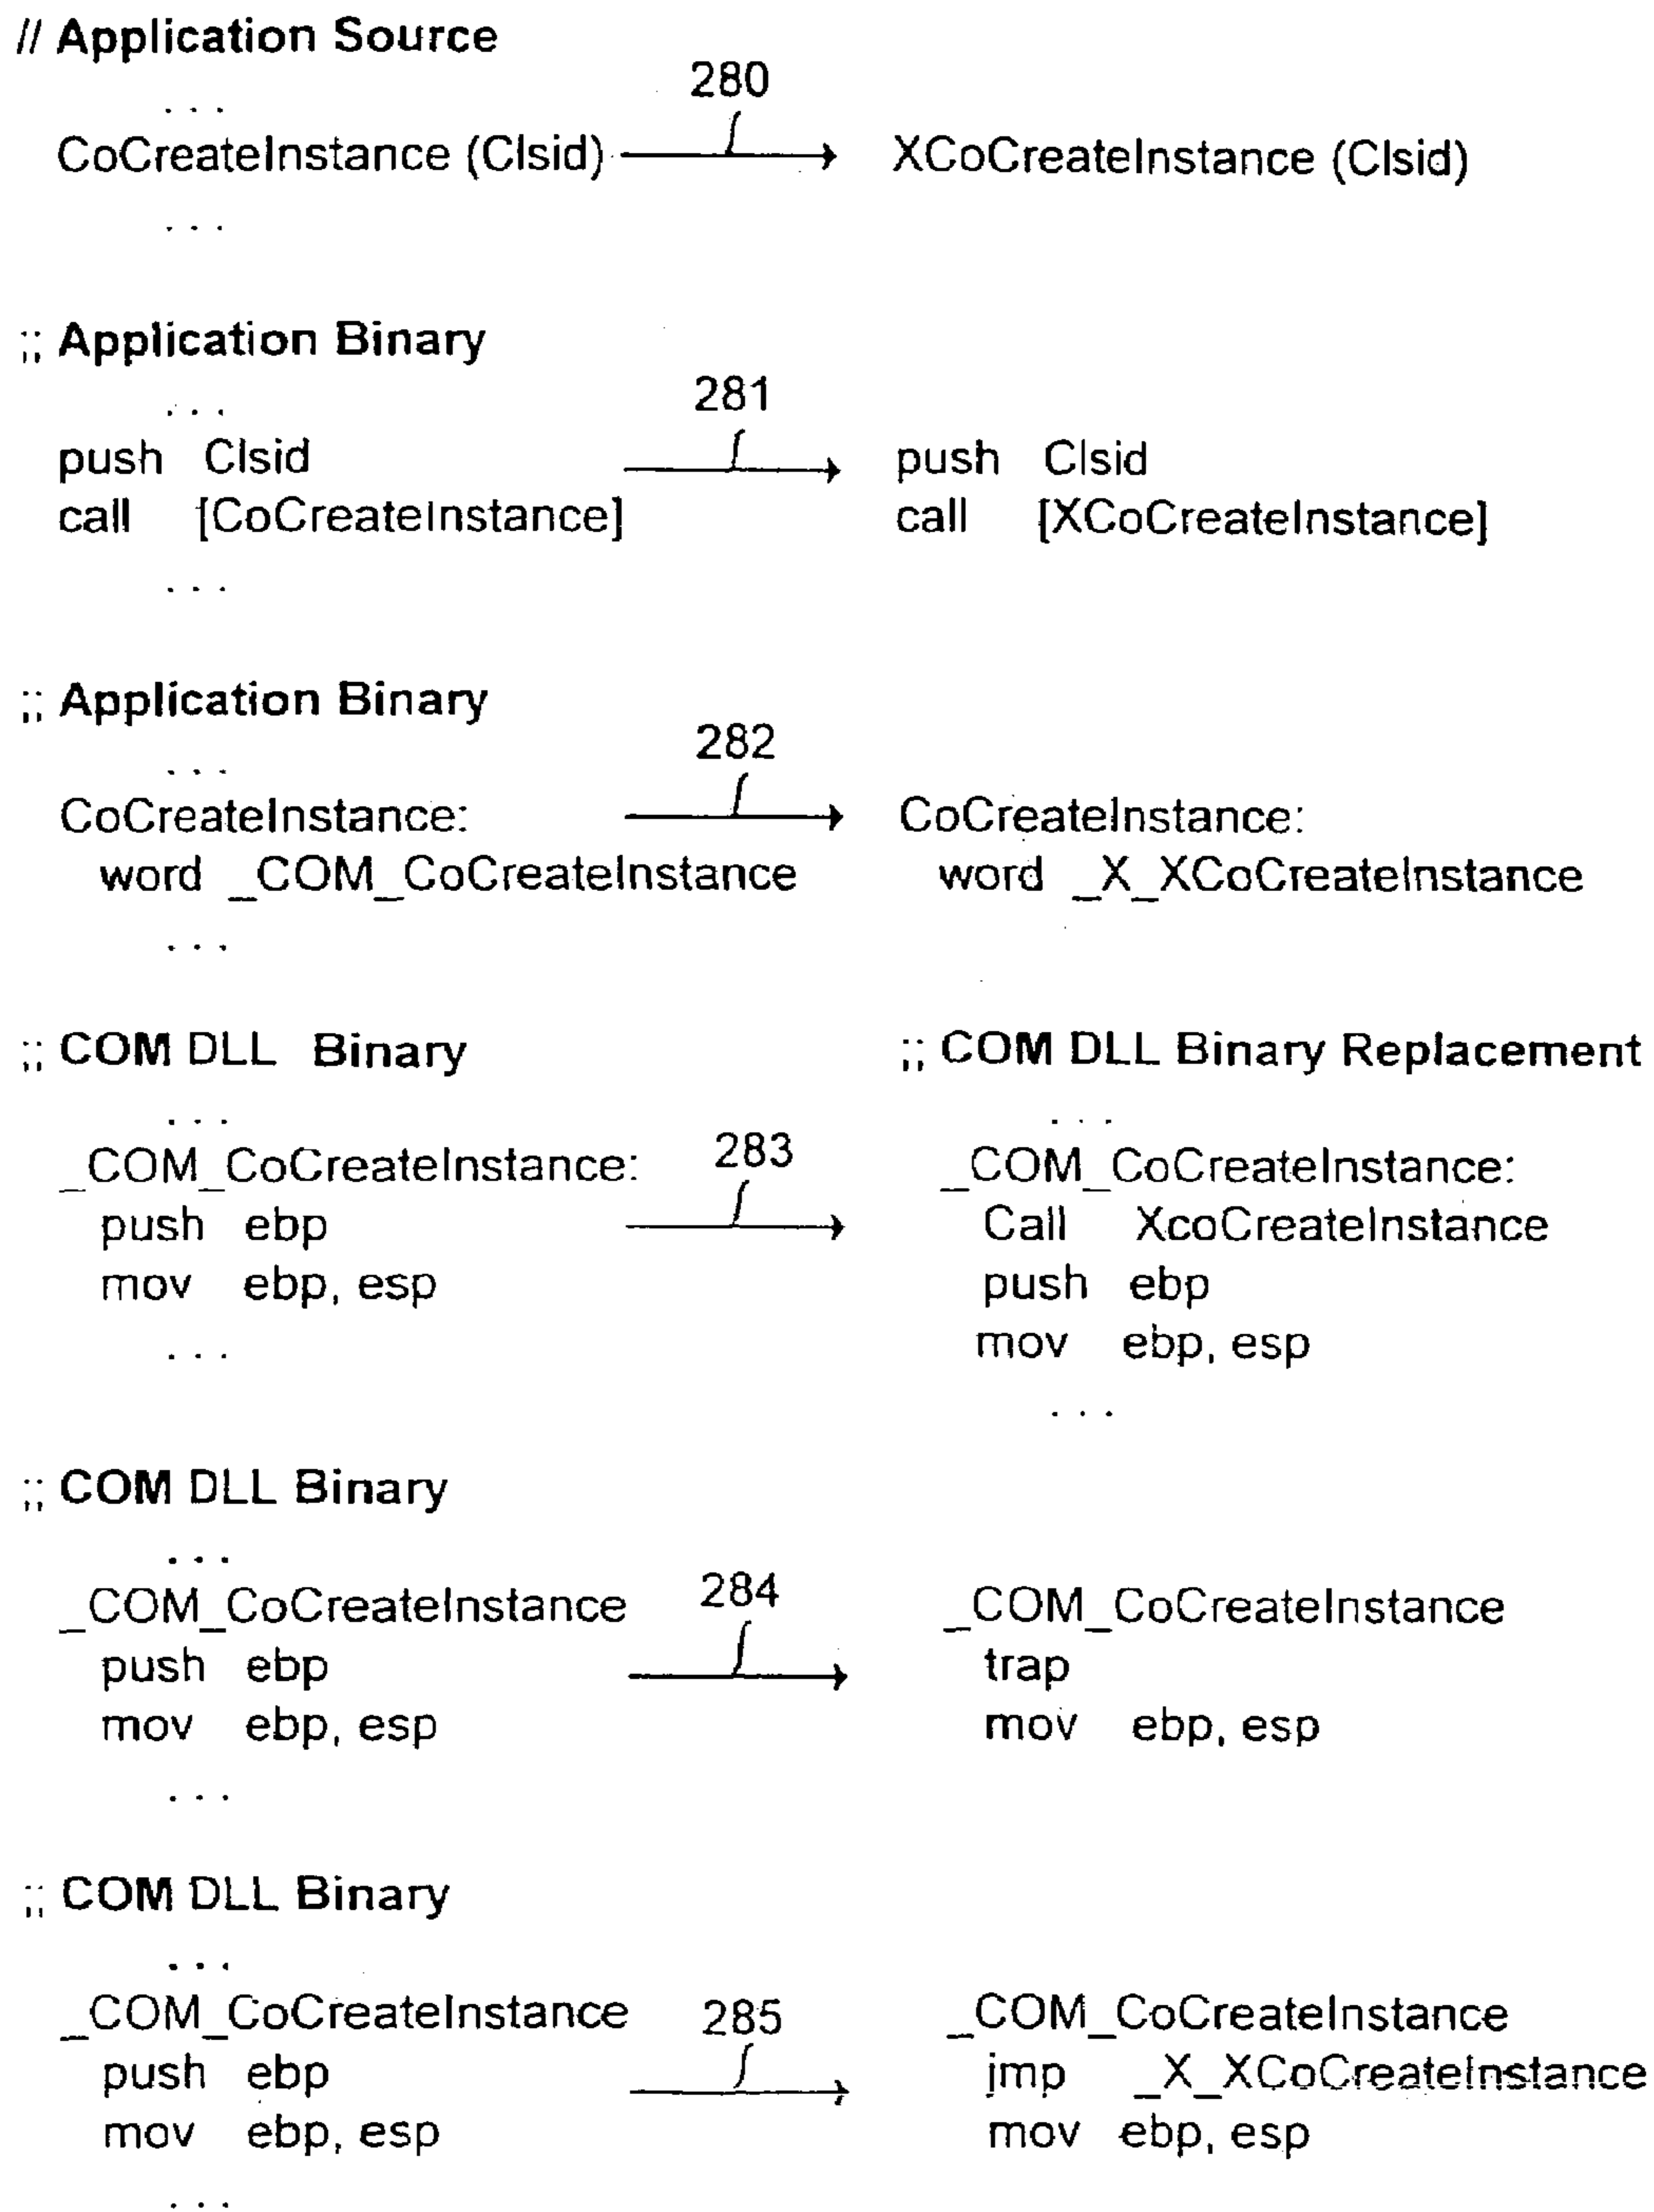 // Application Source
. . .
280
CoCreateInstance (Clsid) → XCoCreateInstance (Clsid)
. . .
;; Application Binary
. . .
281
push Clsid → push Clsid
call [CoCreateInstance] call [XCoCreateInstance]
. . .
;; Application Binary
. . .
282
CoCreateInstance: → CoCreateInstance:
word _COM_CoCreateInstance word _X_XCoCreateInstance
. . .
;; COM DLL Binary ;; COM DLL Binary Replacement
. . . . . .
_COM_CoCreateInstance: 283 _COM_CoCreateInstance:
push ebp → Call XcoCreateInstance
mov ebp, esp push ebp
. . . mov ebp, esp
. . .
;; COM DLL Binary
. . .
_COM_CoCreateInstance 284 _COM_CoCreateInstance
push ebp → trap
mov ebp, esp mov ebp, esp
. . .
;; COM DLL Binary
. . .
_COM_CoCreateInstance 285 _COM_CoCreateInstance
push ebp → jmp _X_XCoCreateInstance
mov ebp, esp mov ebp, esp
. . .